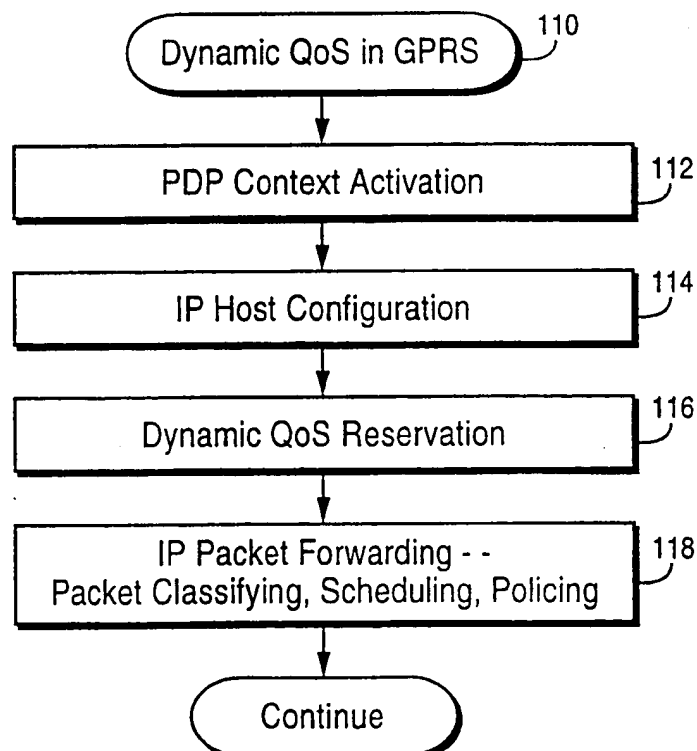 Dynamic QoS in GPRS
110
PDP Context Activation
112
IP Host Configuration
114
Dynamic QoS Reservation
116
IP Packet Forwarding - -
Packet Classifying, Scheduling, Policing
118
Continue